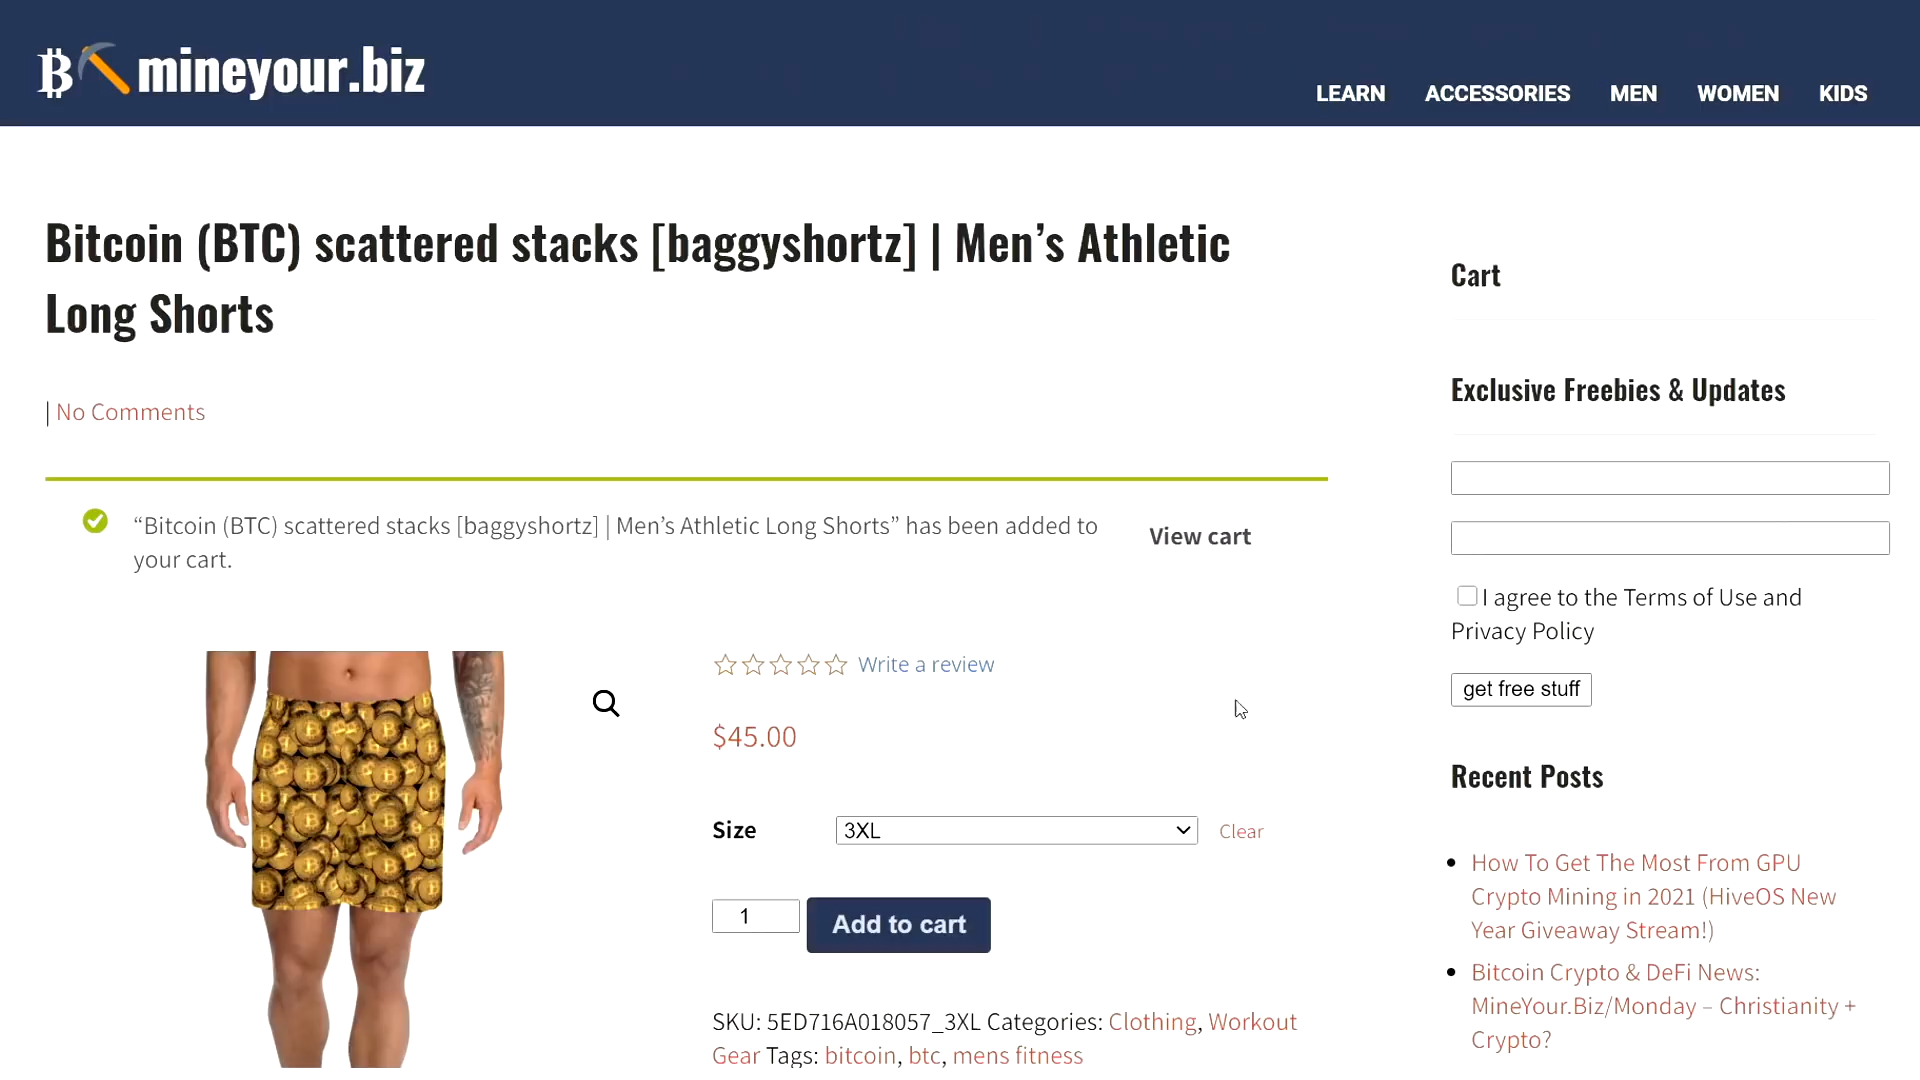 mineyour.biz
LEARN ACCESSORIES MEN WOMEN KIDS
Bitcoin (BTC) scattered stacks [baggyshortz] | Men’s Athletic
Long Shorts
| No Comments
“Bitcoin (BTC) scattered stacks [baggyshortz] | Men’s Athletic Long Shorts” has been added to
your cart.
View cart
Write a review
$45.00
Size 3XL Clear
1 Add to cart
SKU: 5ED716A018057_3XL Categories: Clothing, Workout
Gear Tags: bitcoin, btc, mens fitness
Cart
Exclusive Freebies & Updates
I agree to the Terms of Use and
Privacy Policy
get free stuff
Recent Posts
How To Get The Most From GPU
Crypto Mining in 2021 (HiveOS New
Year Giveaway Stream!)
Bitcoin Crypto & DeFi News:
MineYour.Biz/Monday – Christianity +
Crypto?